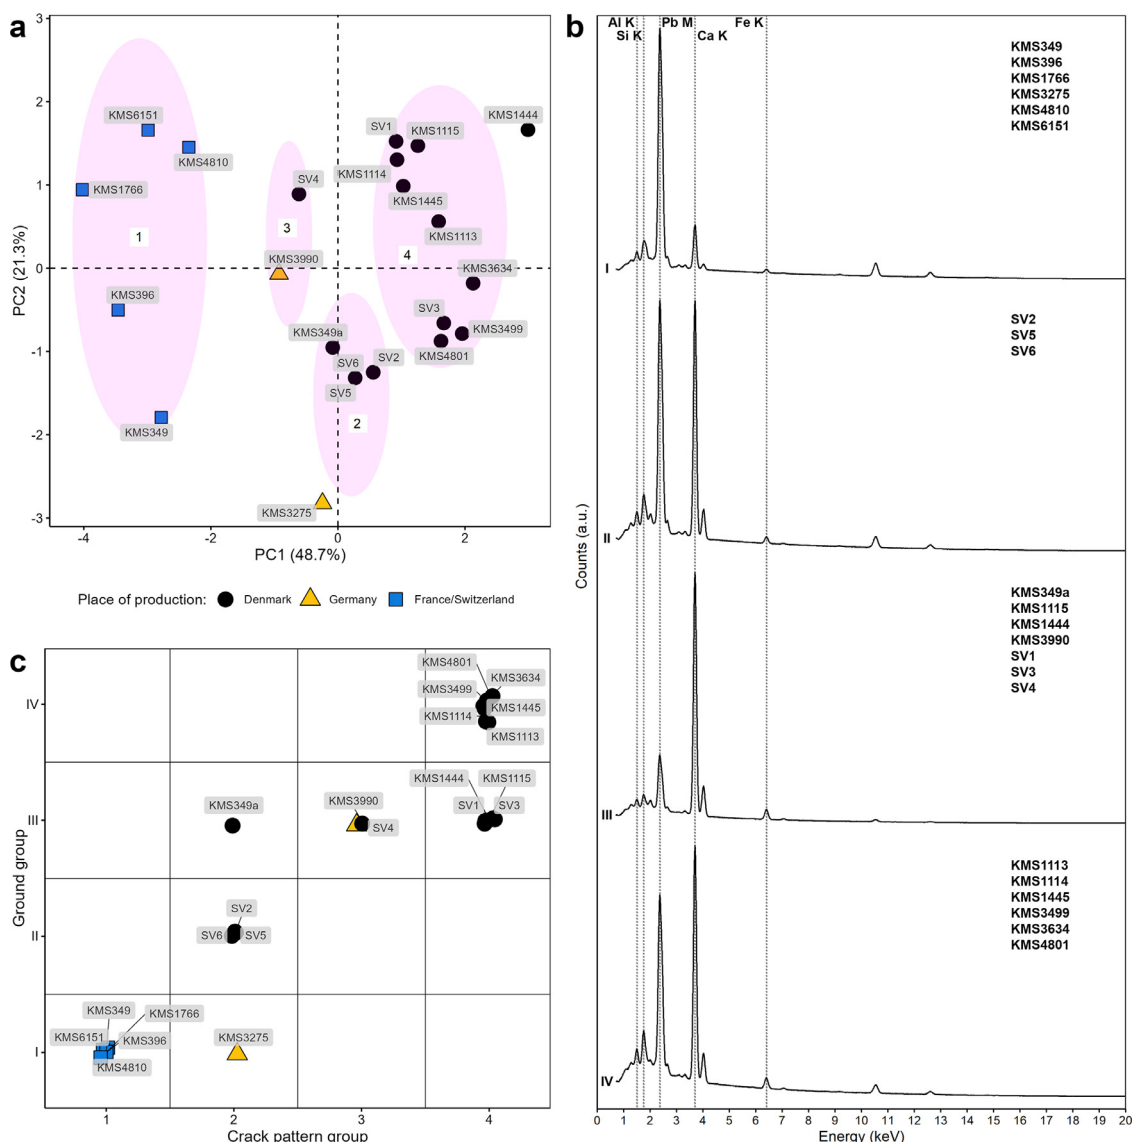 a
3
2
1
0
-1
-2
-3
PC2 (21.3%)
-4
-2
0
2
PC1 (48.7%)
KMS6151
KMS4810
KMS1766
1
KMS396
KMS349
SV4
3
KMS3990
KMS349a
SV6
SV2
SV5
2
KMS3275
SV1
KMS1115
KMS1444
KMS1114
KMS1445
KMS1113
4
KMS3634
SV3
KMS3499
KMS4801
Place of production: Denmark Germany France/Switzerland
b
Al K
Si K
Pb M
Ca K
Fe K
KMS349
KMS396
KMS1766
KMS3275
KMS4810
KMS6151
I
SV2
SV5
SV6
II
KMS349a
KMS1115
KMS1444
KMS3990
SV1
SV3
SV4
III
KMS1113
KMS1114
KMS1445
KMS3499
KMS3634
KMS4801
IV
Counts (a.u.)
0 1 2 3 4 5 6 7 8 9 10 11 12 13 14 15 16 17 18 19 20
Energy (keV)
c
IV
III
II
I
Ground group
KMS4801
KMS3634
KMS3499
KMS1445
KMS1114
KMS1113
KMS349a
KMS3990
SV4
KMS1444
KMS1115
SV1
SV3
SV2
SV6
SV5
KMS349
KMS1766
KMS6151
KMS396
KMS4810
KMS3275
1 2 3 4
Crack pattern group